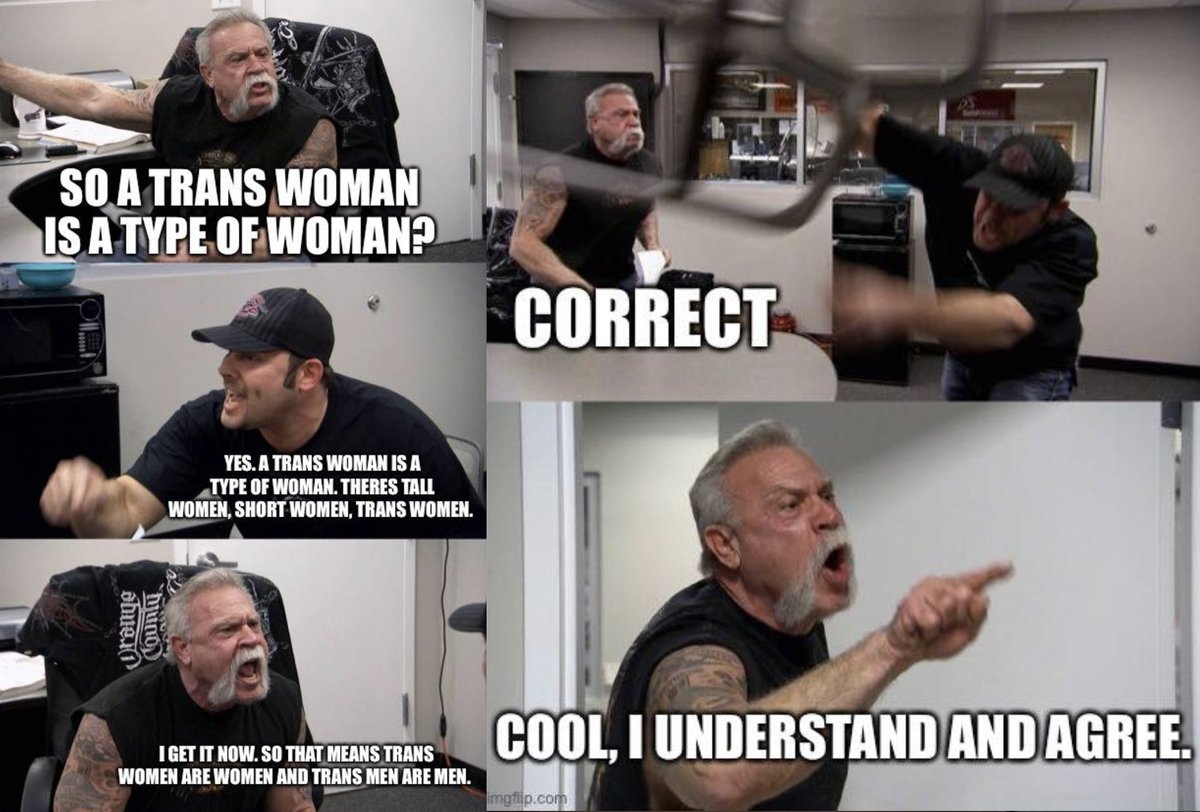 SO A TRANS WOMAN
IS A TYPE OF WOMAN?
YES. A TRANS WOMAN IS A
TYPE OF WOMAN. THERES TALL
WOMEN, SHORT WOMEN, TRANS WOMEN.
Orange
County
I GET IT NOW. SO THAT MEANS TRANS
WOMEN ARE WOMEN AND TRANS MEN ARE MEN.
CORRECT
COOL, I UNDERSTAND AND AGREE.
imgflip.com